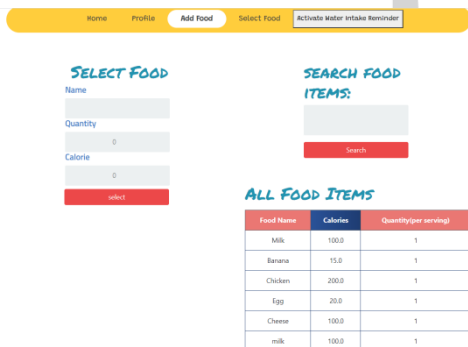 Home Profile Add Food Select Food Activate Water Intake Reminder
Select Food
Name
Quantity
0
Calorie
0
select
Search Food
Items:
Search
All Food Items
Food Name Calories Quantity(per serving)
Milk 100.0 1
Banana 15.0 1
Chicken 200.0 1
Egg 20.0 1
Cheese 100.0 1
milk 100.0 1